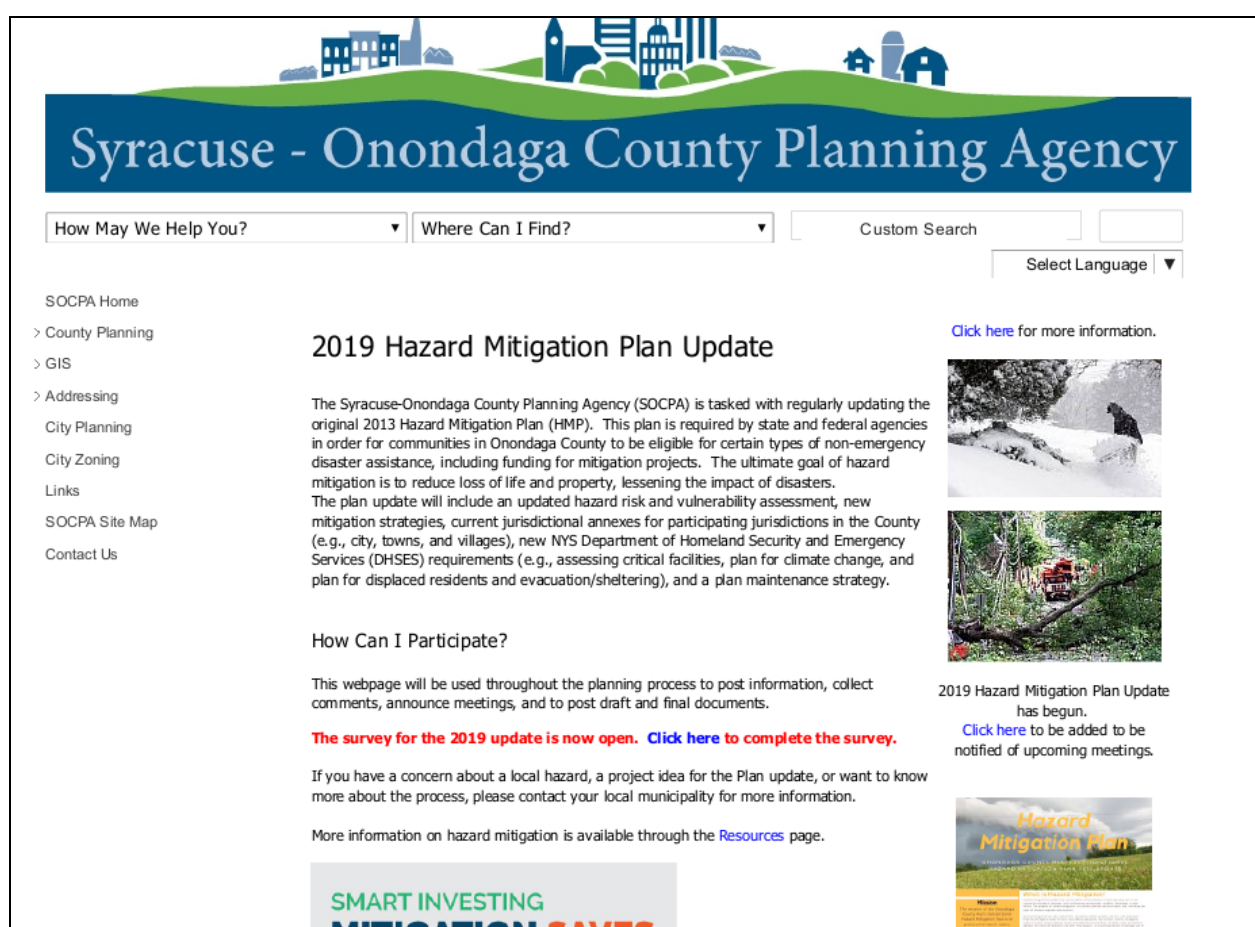 Syracuse - Onondaga County Planning Agency
How May We Help You? ▼
Where Can I Find? ▼
Custom Search
Select Language ▼
SOCPA Home
County Planning
GIS
Addressing
City Planning
City Zoning
Links
SOCPA Site Map
Contact Us
2019 Hazard Mitigation Plan Update
The Syracuse-Onondaga County Planning Agency (SOCPA) is tasked with regularly updating the
original 2013 Hazard Mitigation Plan (HMP). This plan is required by state and federal agencies
in order for communities in Onondaga County to be eligible for certain types of non-emergency
disaster assistance, including funding for mitigation projects. The ultimate goal of hazard
mitigation is to reduce loss of life and property, lessening the impact of disasters.
The plan update will include an updated hazard risk and vulnerability assessment, new
mitigation strategies, current jurisdictional annexes for participating jurisdictions in the County
(e.g., city, towns, and villages), new NYS Department of Homeland Security and Emergency
Services (DHSES) requirements (e.g., assessing critical facilities, plan for climate change, and
plan for displaced residents and evacuation/sheltering), and a plan maintenance strategy.
How Can I Participate?
This webpage will be used throughout the planning process to post information, collect
comments, announce meetings, and to post draft and final documents.
The survey for the 2019 update is now open. Click here to complete the survey.
If you have a concern about a local hazard, a project idea for the Plan update, or want to know
more about the process, please contact your local municipality for more information.
More information on hazard mitigation is available through the Resources page.
SMART INVESTING
MITIGATION SAVES
Click here for more information.
2019 Hazard Mitigation Plan Update
has begun.
Click here to be added to be
notified of upcoming meetings.
Hazard
Mitigation Plan
What is Hazard Mitigation?
Mission